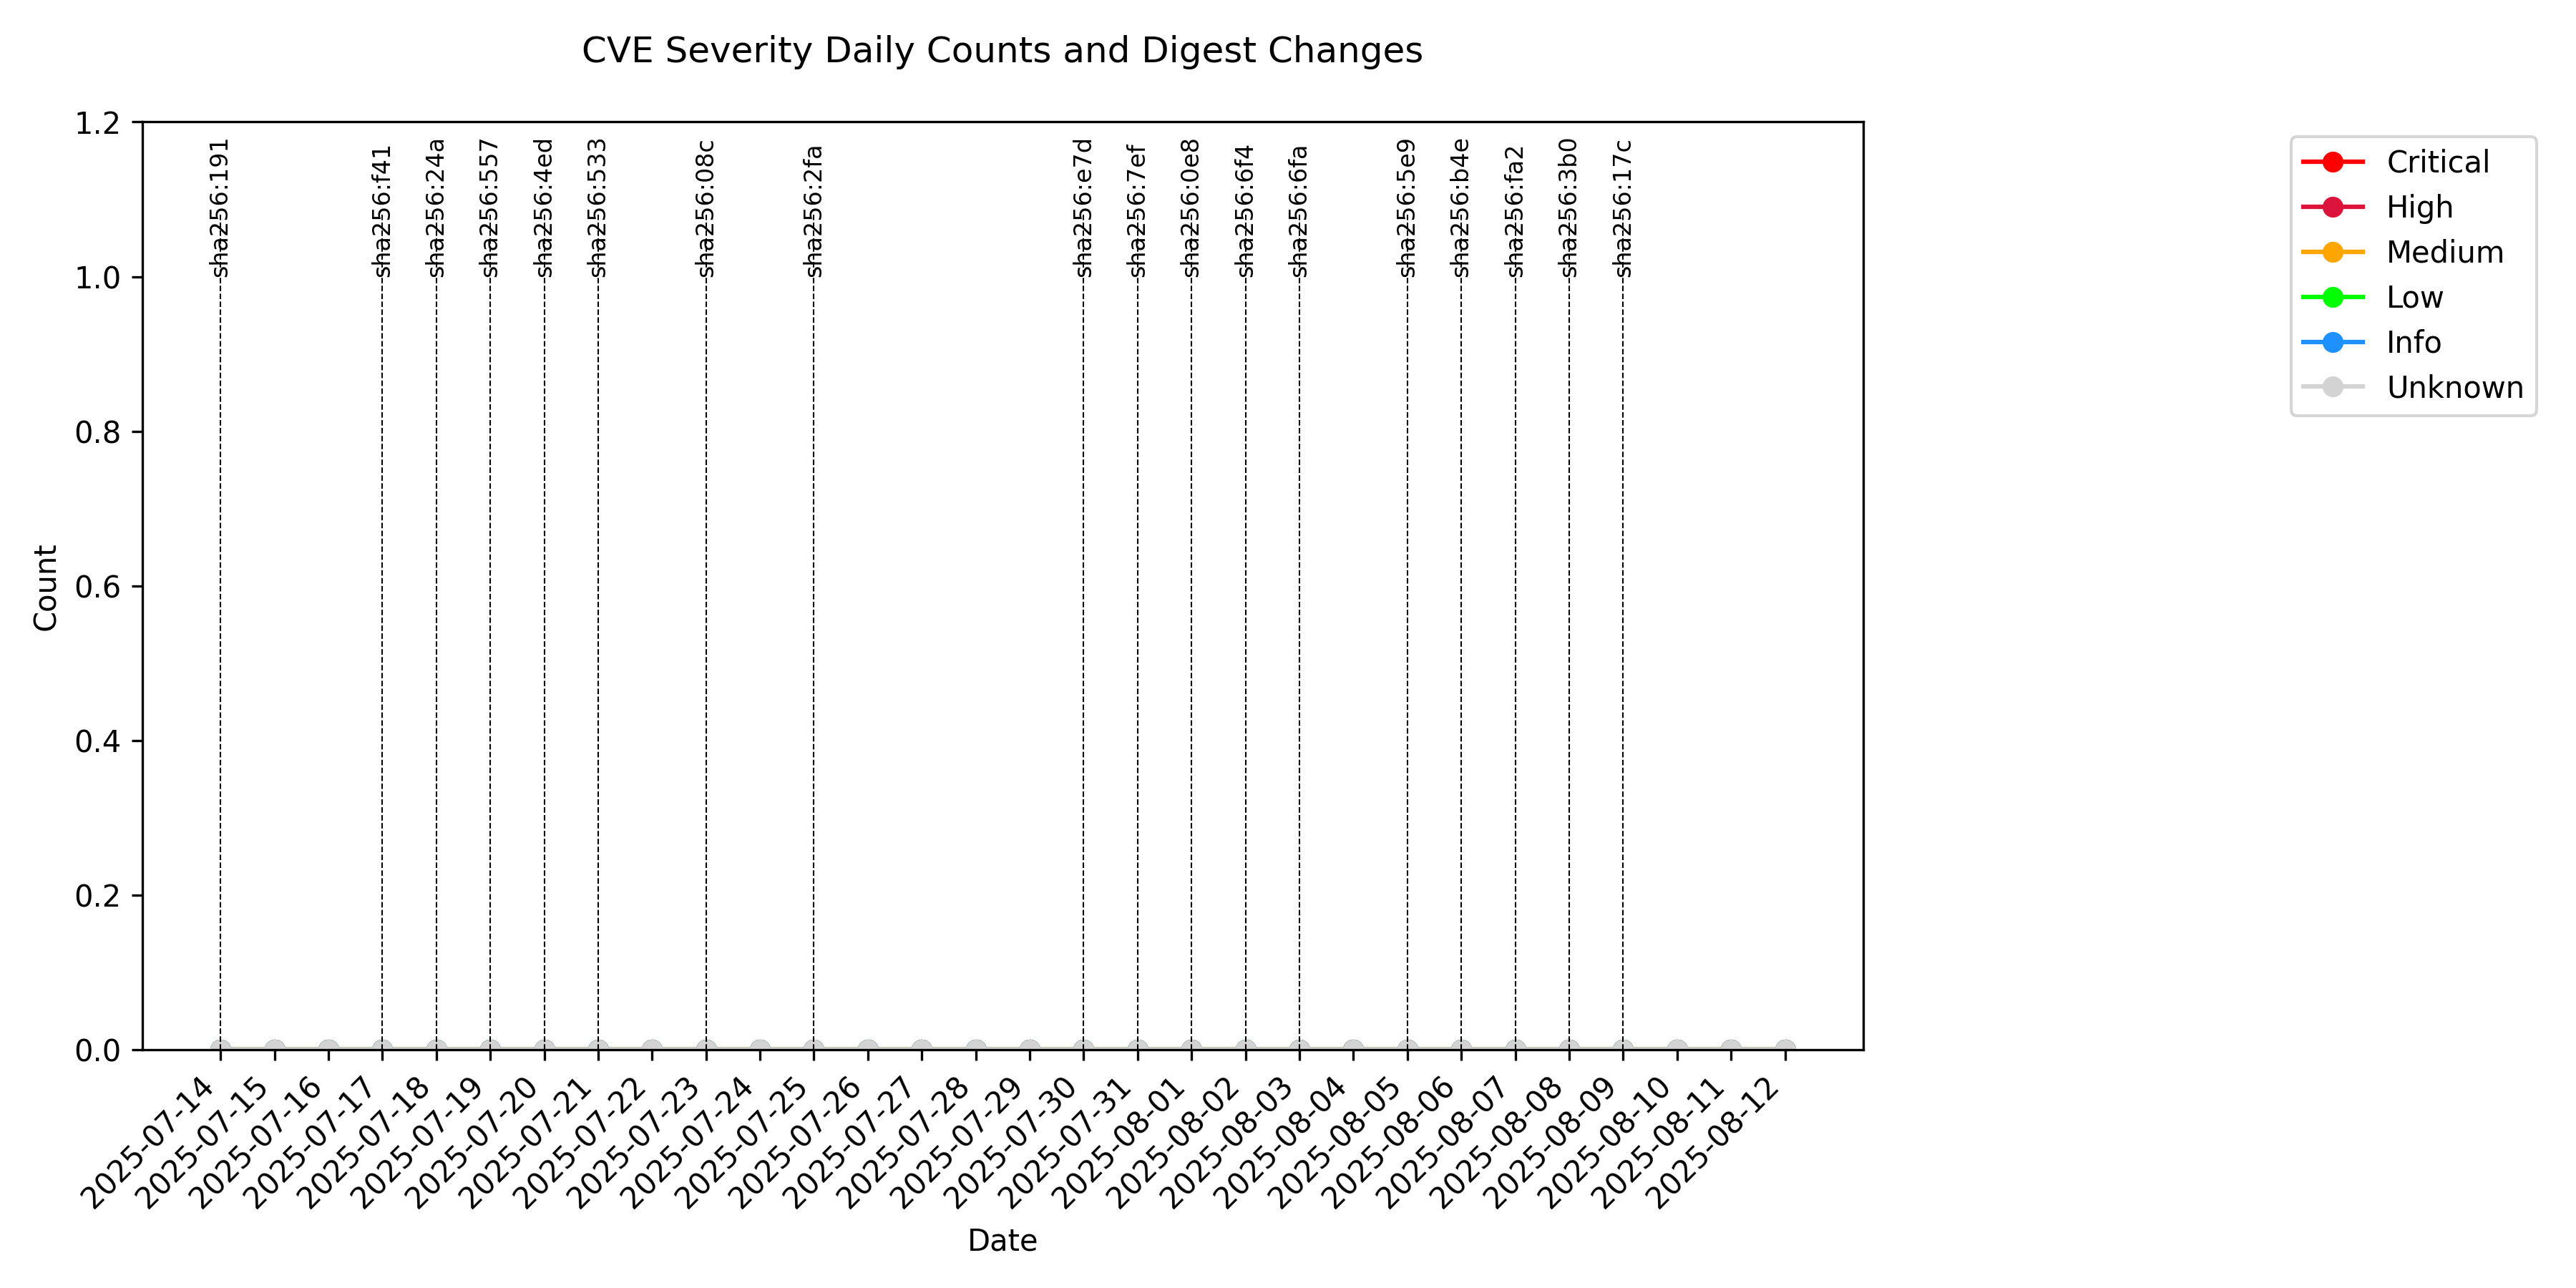 CVE Severity Daily Counts and Digest Changes
1.2
1.0
0.8
0.6
0.4
0.2
0.0
Count
sha256:191
sha256:f41
sha256:24a
sha256:557
sha256:4ed
sha256:533
sha256:08c
sha256:2fa
sha256:e7d
sha256:7ef
sha256:0e8
sha256:6f4
sha256:6fa
sha256:5e9
sha256:b4e
sha256:fa2
sha256:3b0
sha256:17c
Critical
High
Medium
Low
Info
Unknown
2025-07-14
2025-07-15
2025-07-16
2025-07-17
2025-07-18
2025-07-19
2025-07-20
2025-07-21
2025-07-22
2025-07-23
2025-07-24
2025-07-25
2025-07-26
2025-07-27
2025-07-28
2025-07-29
2025-07-30
2025-07-31
2025-08-01
2025-08-02
2025-08-03
2025-08-04
2025-08-05
2025-08-06
2025-08-07
2025-08-08
2025-08-09
2025-08-10
2025-08-11
2025-08-12
Date